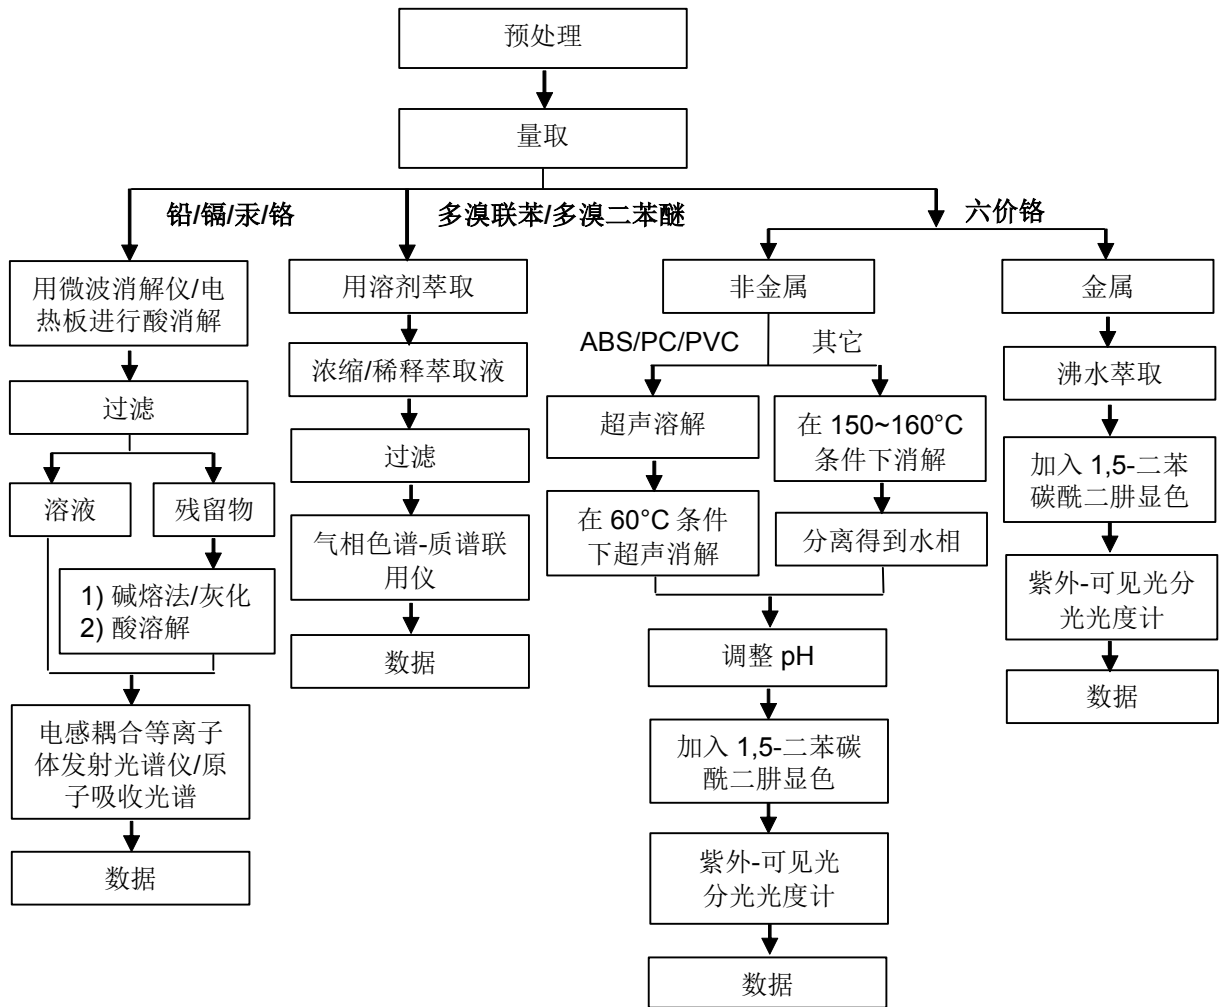 预处理
量取
铅/镉/汞/铬
多溴联苯/多溴二苯醚
六价铬
用微波消解仪/电
热板进行酸消解
过滤
溶液
残留物
1) 碱熔法/灰化
2) 酸溶解
电感耦合等离子
体发射光谱仪/原
子吸收光谱
数据
用溶剂萃取
浓缩/稀释萃取液
过滤
气相色谱-质谱联
用仪
数据
非金属
ABS/PC/PVC
其它
超声溶解
在 60°C 条件
下超声消解
在 150~160°C
条件下消解
分离得到水相
调整 pH
加入 1,5-二苯碳
酰二肼显色
紫外-可见光
分光光度计
数据
金属
沸水萃取
加入 1,5-二苯
碳酰二肼显色
紫外-可见光分
光光度计
数据